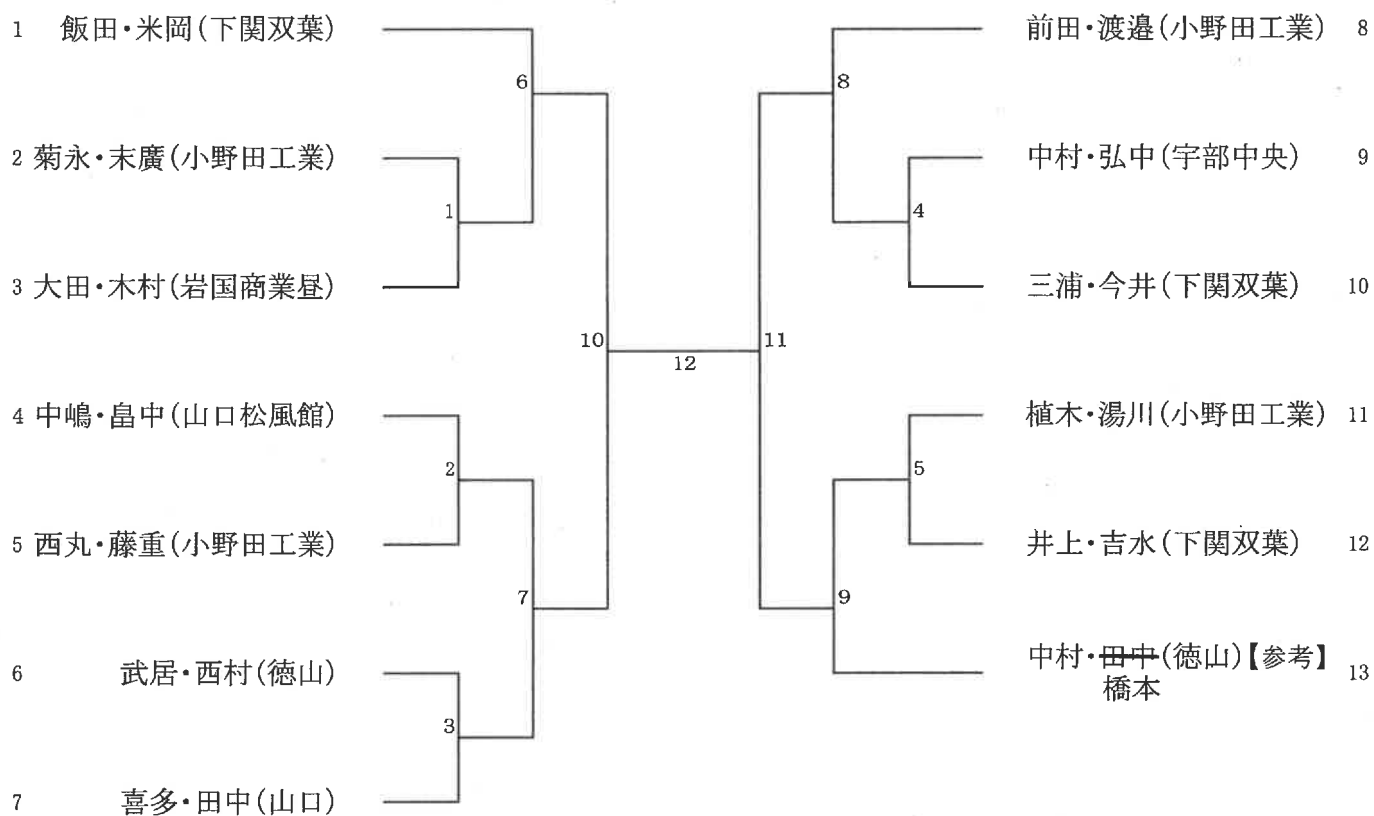 1 飯田・米岡(下関双葉)
2 菊永・末廣(小野田工業)
3 大田・木村(岩国商業昼)
4 中嶋・畠中(山口松風館)
5 西丸・藤重(小野田工業)
6 武居・西村(徳山)
7 喜多・田中(山口)
6
1
2
7
3
10
12
11
8
4
5
9
前田・渡邉(小野田工業) 8
中村・弘中(宇部中央) 9
三浦・今井(下関双葉) 10
植木・湯川(小野田工業) 11
井上・吉水(下関双葉) 12
中村・田中(徳山)【参考】 13
橋本